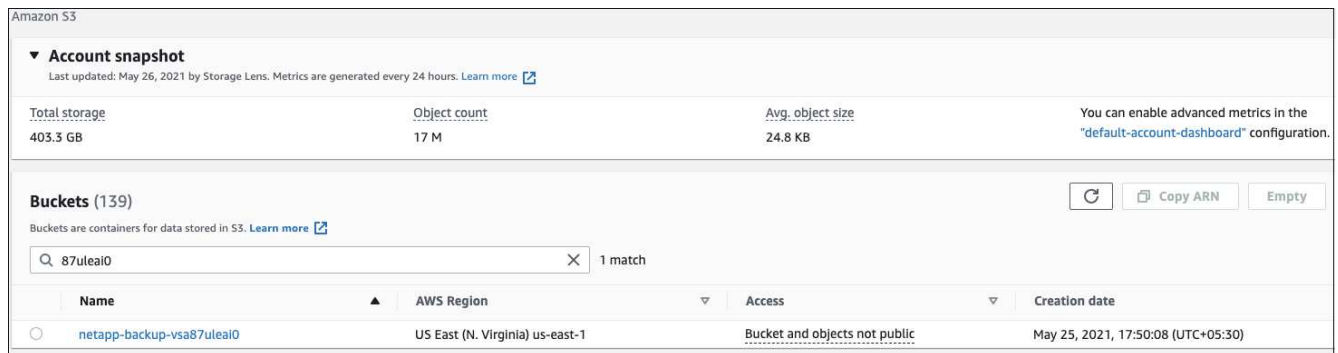 Amazon S3
Account snapshot
Last updated: May 26, 2021 by Storage Lens. Metrics are generated every 24 hours. Learn more
Total storage Object count Avg. object size You can enable advanced metrics in the
403.3 GB 17 M 24.8 KB "default-account-dashboard" configuration.
Buckets (139) Copy ARN Empty
Buckets are containers for data stored in S3. Learn more
87uleai0 1 match
Name AWS Region Access Creation date
netapp-backup-vsa87uleai0 US East (N. Virginia) us-east-1 Bucket and objects not public May 25, 2021, 17:50:08 (UTC+05:30)